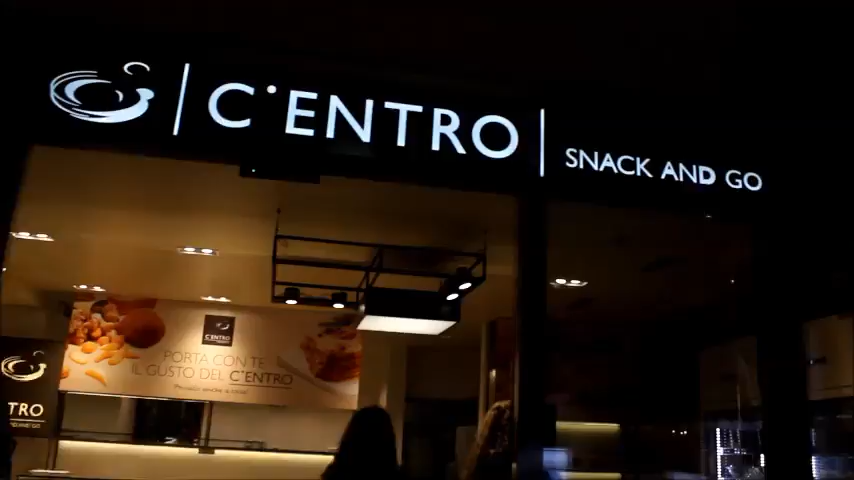 C'ENTRO
SNACK AND GO
C'ENTRO
PORTA CON TE
IL GUSTO DEL C'ENTRO
TRO